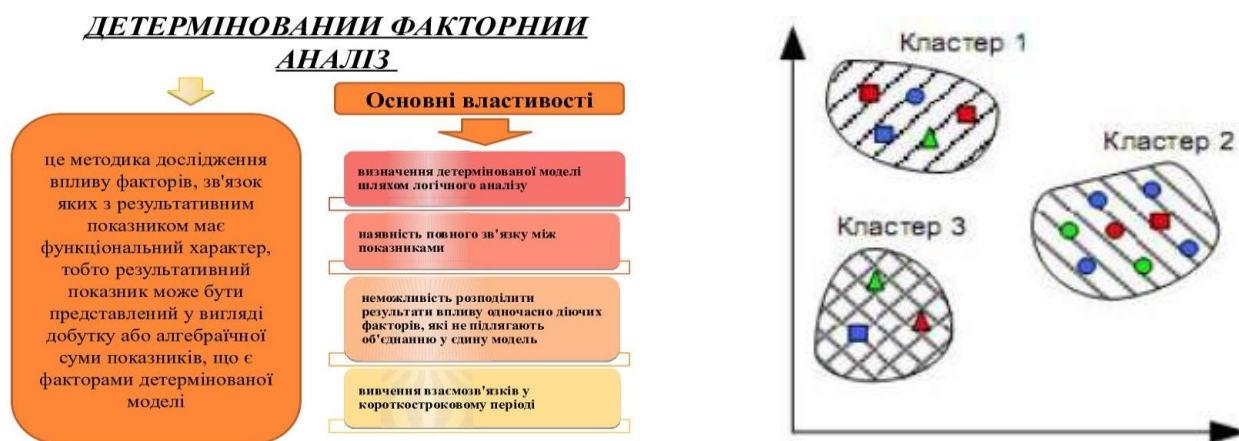 ДЕТЕРМІНОВАНИЙ ФАКТОРНИЙ
АНАЛІЗ
це методика дослідження
впливу факторів, зв'язок
яких з результативним
показником має
функціональний характер,
тобто результативний
показник може бути
представлений у вигляді
добутку або алгебраїчної
суми показників, що є
факторами детермінованої
моделі
Основні властивості
визначення детермінованої моделі
шляхом логічного аналізу
наявність повного зв'язку між
показниками
неможливість розподілити
результати впливу одночасно діючих
факторів, які не підлягають
об'єднанню у єдину модель
вивчення взаємозв'язків у
короткостроковому періоді
Кластер 1
Кластер 2
Кластер 3